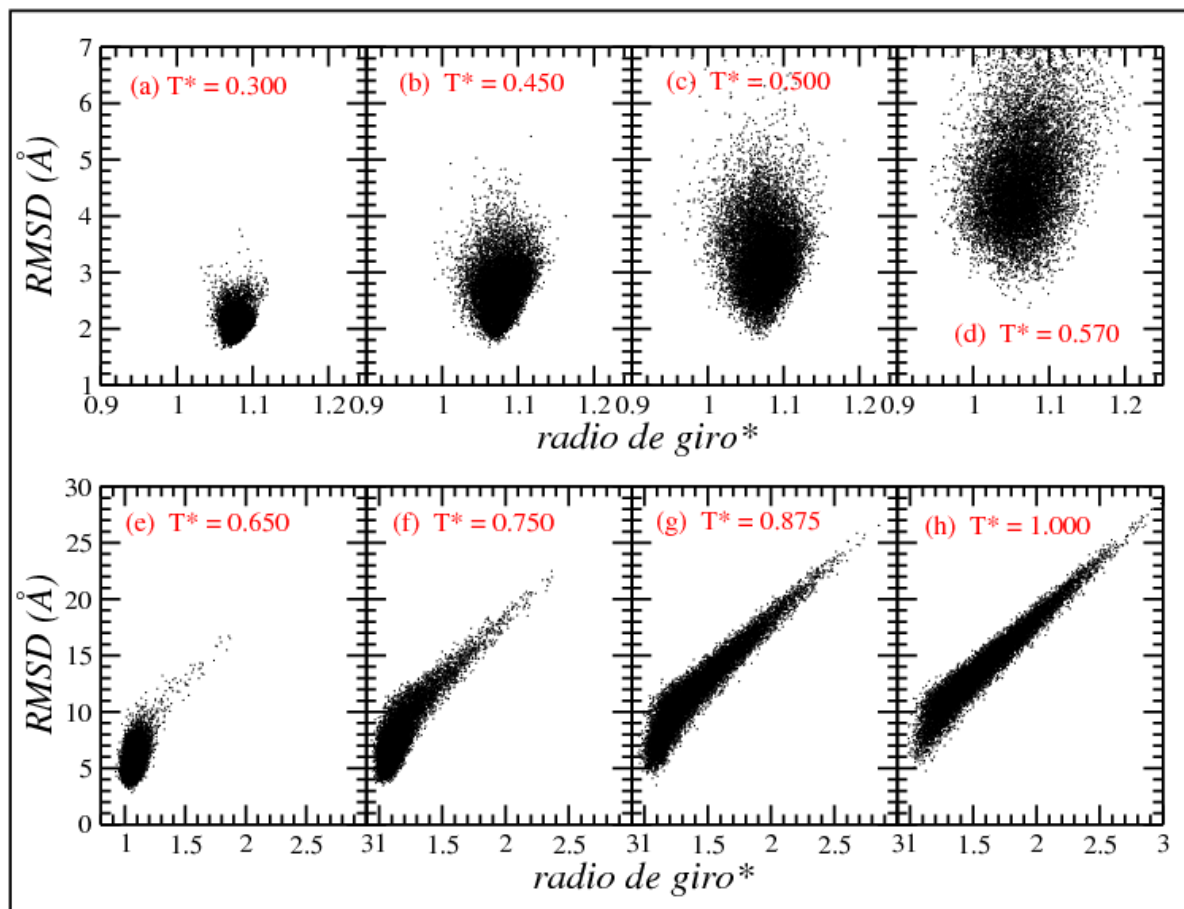 7
6
5
4
3
2
1
RMSD (Å)
(a) T* = 0.300
(b) T* = 0.450
(c) T* = 0.500
(d) T* = 0.570
0.9 1 1.1 1.2 0.9 1 1.1 1.2 0.9 1 1.1 1.2 0.9 1 1.1 1.2
radio de giro*
30
25
20
15
10
5
0
RMSD (Å)
(e) T* = 0.650
(f) T* = 0.750
(g) T* = 0.875
(h) T* = 1.000
1 1.5 2 2.5 31 1.5 2 2.5 31 1.5 2 2.5 31 1.5 2 2.5 3
radio de giro*